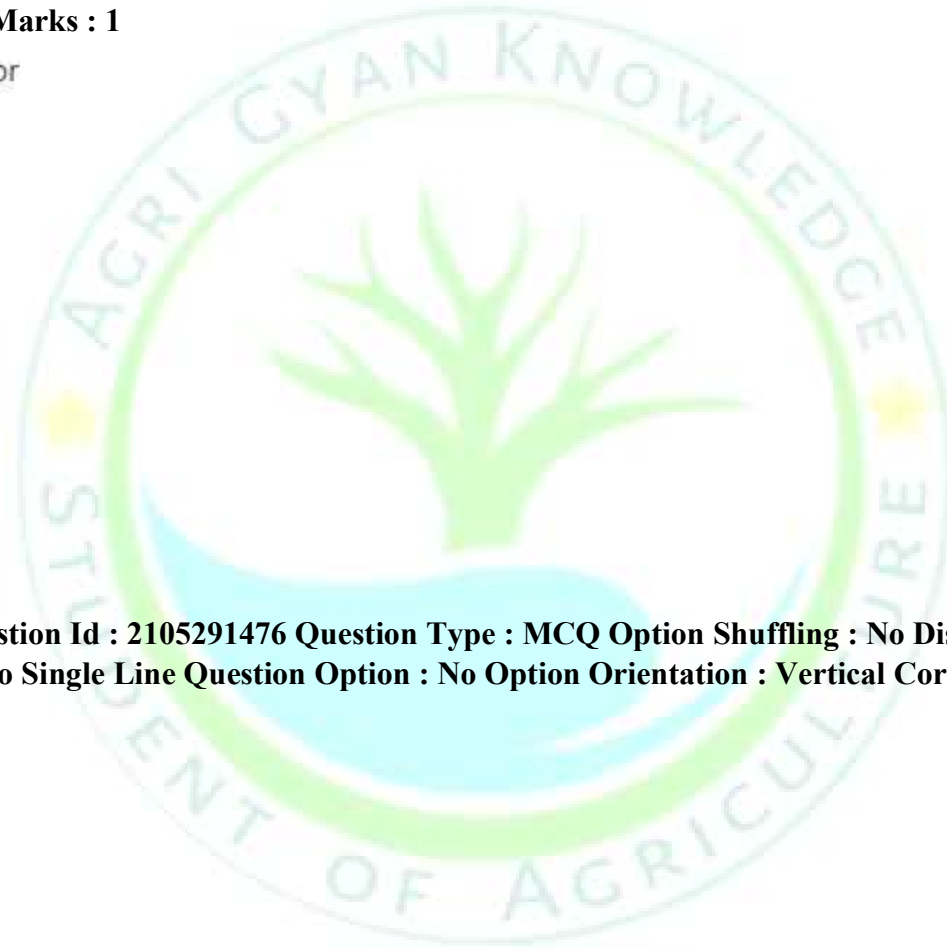 Marks : 1
or
AGRI GYAN KNOWLEDGE
stion Id : 2105291476 Question Type : MCQ Option Shuffling : No Dis
o Single Line Question Option : No Option Orientation : Vertical Cor
STUDENT OF AGRICULTURE